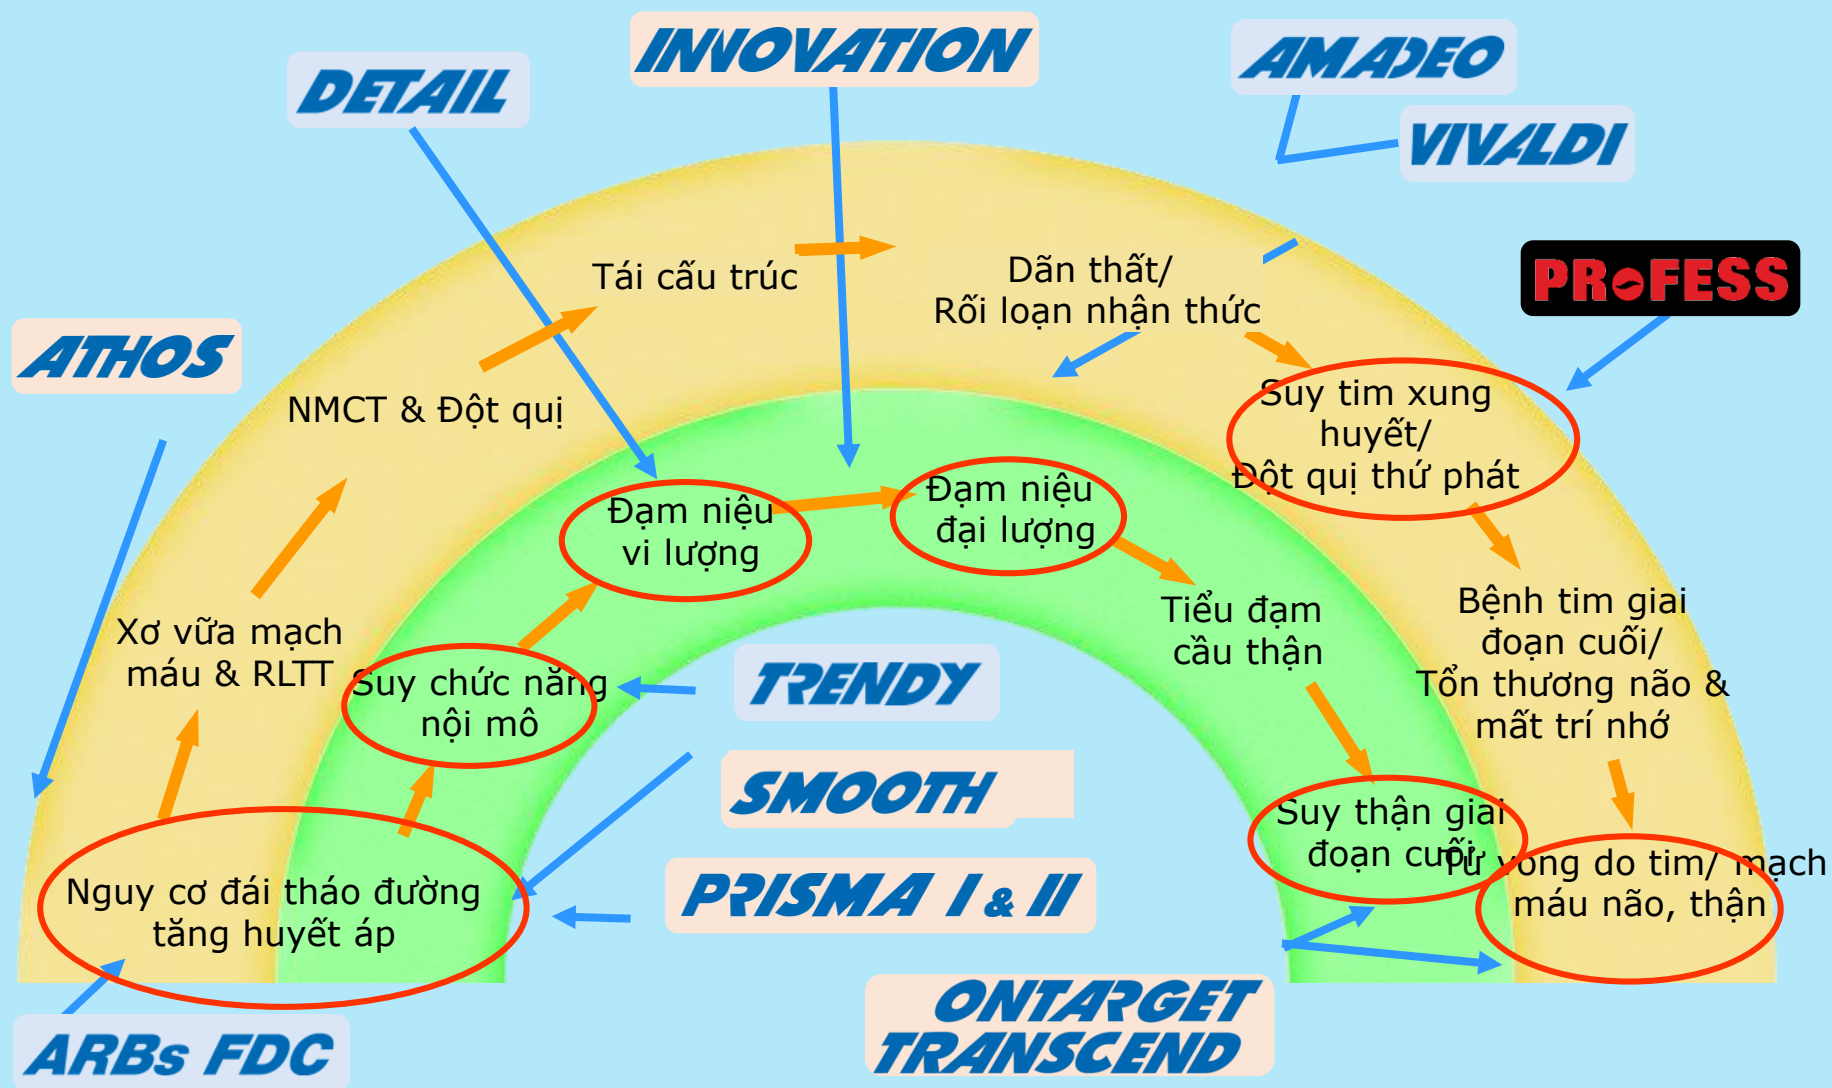 INNOVATION
AMADEO
DETAIL
VIVALDI
PROFESS
ATHOS
Tái cấu trúc
Dãn thất/
Rối loạn nhận thức
NMCT & Đột quị
Suy tim xung
huyết/
Đột quị thứ phát
Đạm niệu
vi lượng
Đạm niệu
đại lượng
Xơ vữa mạch
máu & RLTT
Suy chức năng
nội mô
Tiểu đạm
cầu thận
Bệnh tim giai
đoạn cuối/
Tổn thương não &
mất trí nhớ
TRENDY
SMOOTH
PRISMA I & II
Suy thận giai
đoạn cuối
Tử vong do tim/ mạch
máu não, thận
Nguy cơ đái tháo đường
tăng huyết áp
ONTARGET
TRANSCEND
ARBs FDC